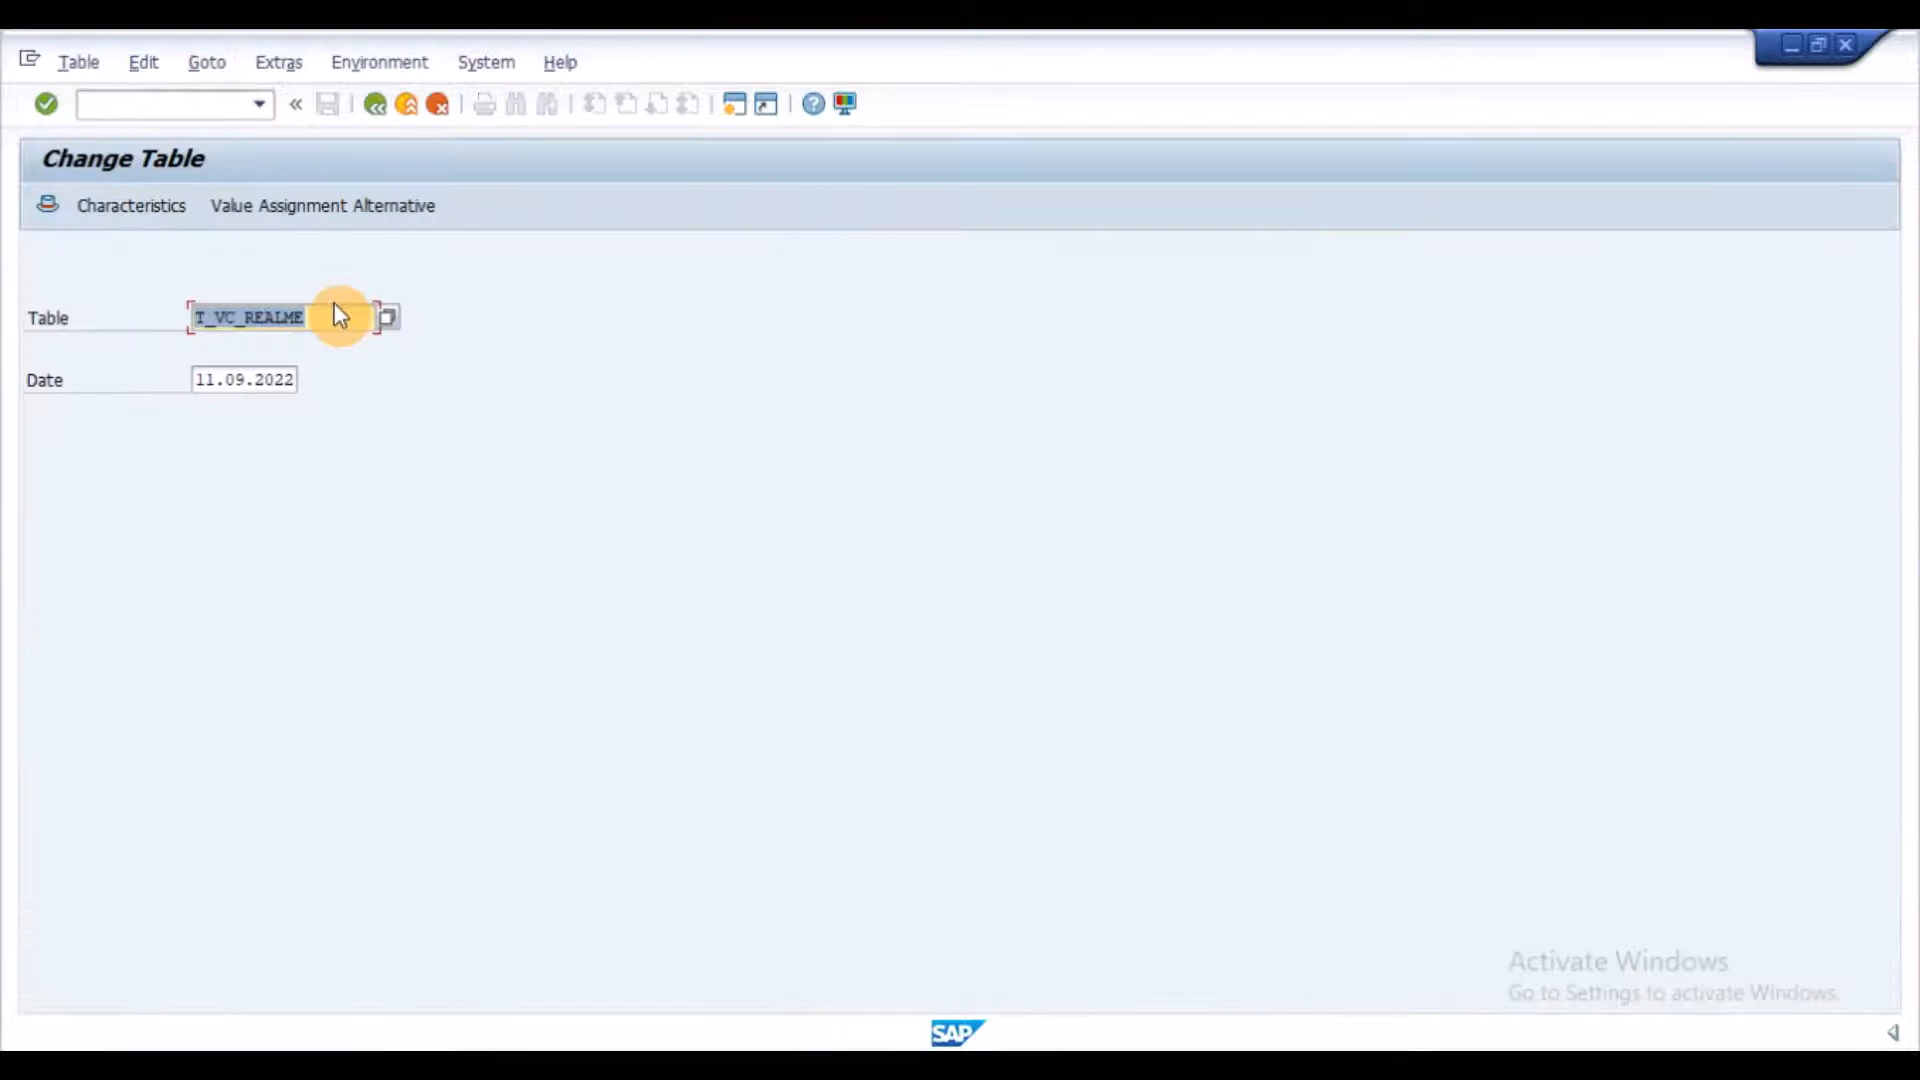 Table Edit Goto Extras Environment System Help
Change Table
Characteristics Value Assignment Alternative
Table T_VC_REALME
Date 11.09.2022
Activate Windows
Go to Settings to activate Windows.
SAP